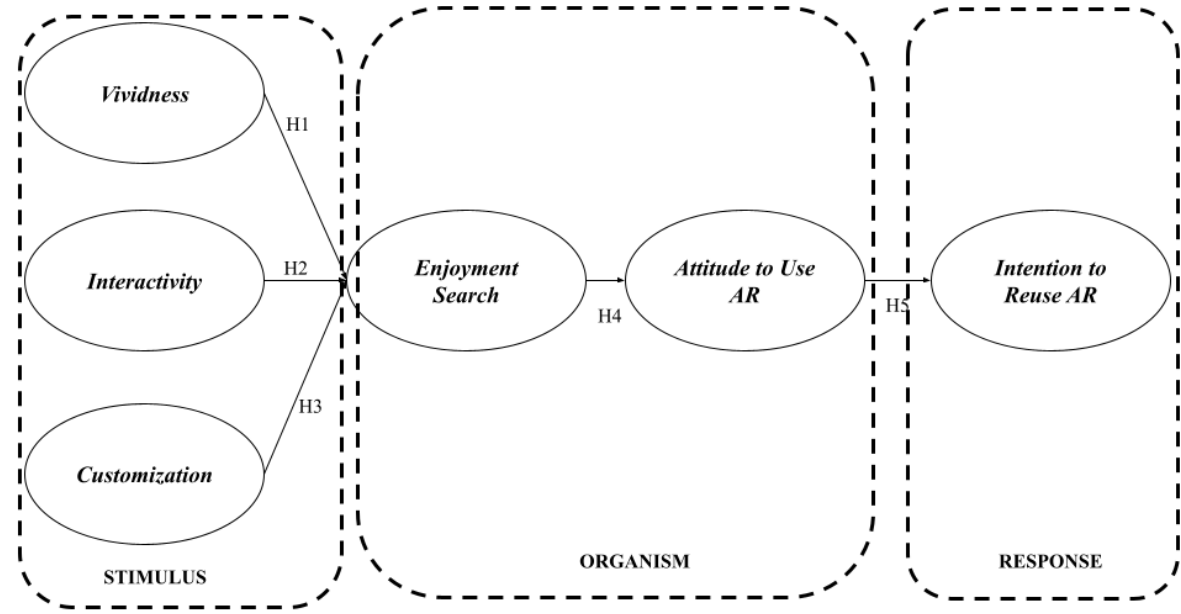 Vividness
H1
Interactivity
H2
Customization
H3
STIMULUS
Enjoyment
Search
H4
Attitude to Use
AR
ORGANISM
H5
Intention to
Reuse AR
RESPONSE